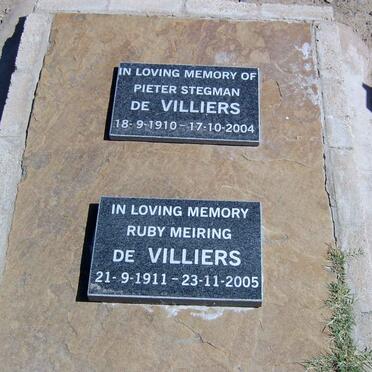 IN LOVING MEMORY OF
PIETER STEGMAN
DE VILLIERS
18-9-1910 - 17-10-2004
IN LOVING MEMORY
RUBY MEIRING
DE VILLIERS
21-9-1911 - 23-11-2005